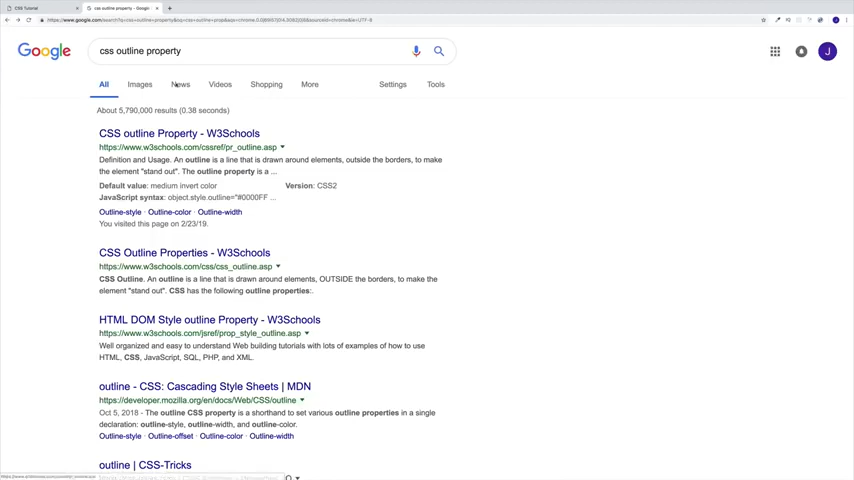 CSS Tutorial
css outline property - Google
Google
css outline property
J
All Images News Videos Shopping More Settings Tools
About 5,790,000 results (0.38 seconds)
CSS outline Property - W3Schools
https://www.w3schools.com/cssref/pr_outline.asp
Definition and Usage. An outline is a line that is drawn around elements, outside the borders, to make
the element "stand out". The outline property is a ...
Default value: medium invert color Version: CSS2
JavaScript syntax: object.style.outline="#0000FF ...
Outline-style · Outline-color · Outline-width
You visited this page on 2/23/19.
CSS Outline Properties - W3Schools
https://www.w3schools.com/css/css_outline.asp
CSS Outline. An outline is a line that is drawn around elements, OUTSIDE the borders, to make the
element "stand out". CSS has the following outline properties:.
HTML DOM Style outline Property - W3Schools
https://www.w3schools.com/jsref/prop_style_outline.asp
Well organized and easy to understand Web building tutorials with lots of examples of how to use
HTML, CSS, JavaScript, SQL, PHP, and XML.
outline - CSS: Cascading Style Sheets | MDN
https://developer.mozilla.org/en/docs/Web/CSS/outline
Oct 5, 2018 - The outline CSS property is a shorthand to set various outline properties in a single
declaration: outline-style, outline-width, and outline-color.
Outline-style · Outline-offset · Outline-color · Outline-width
outline | CSS-Tricks